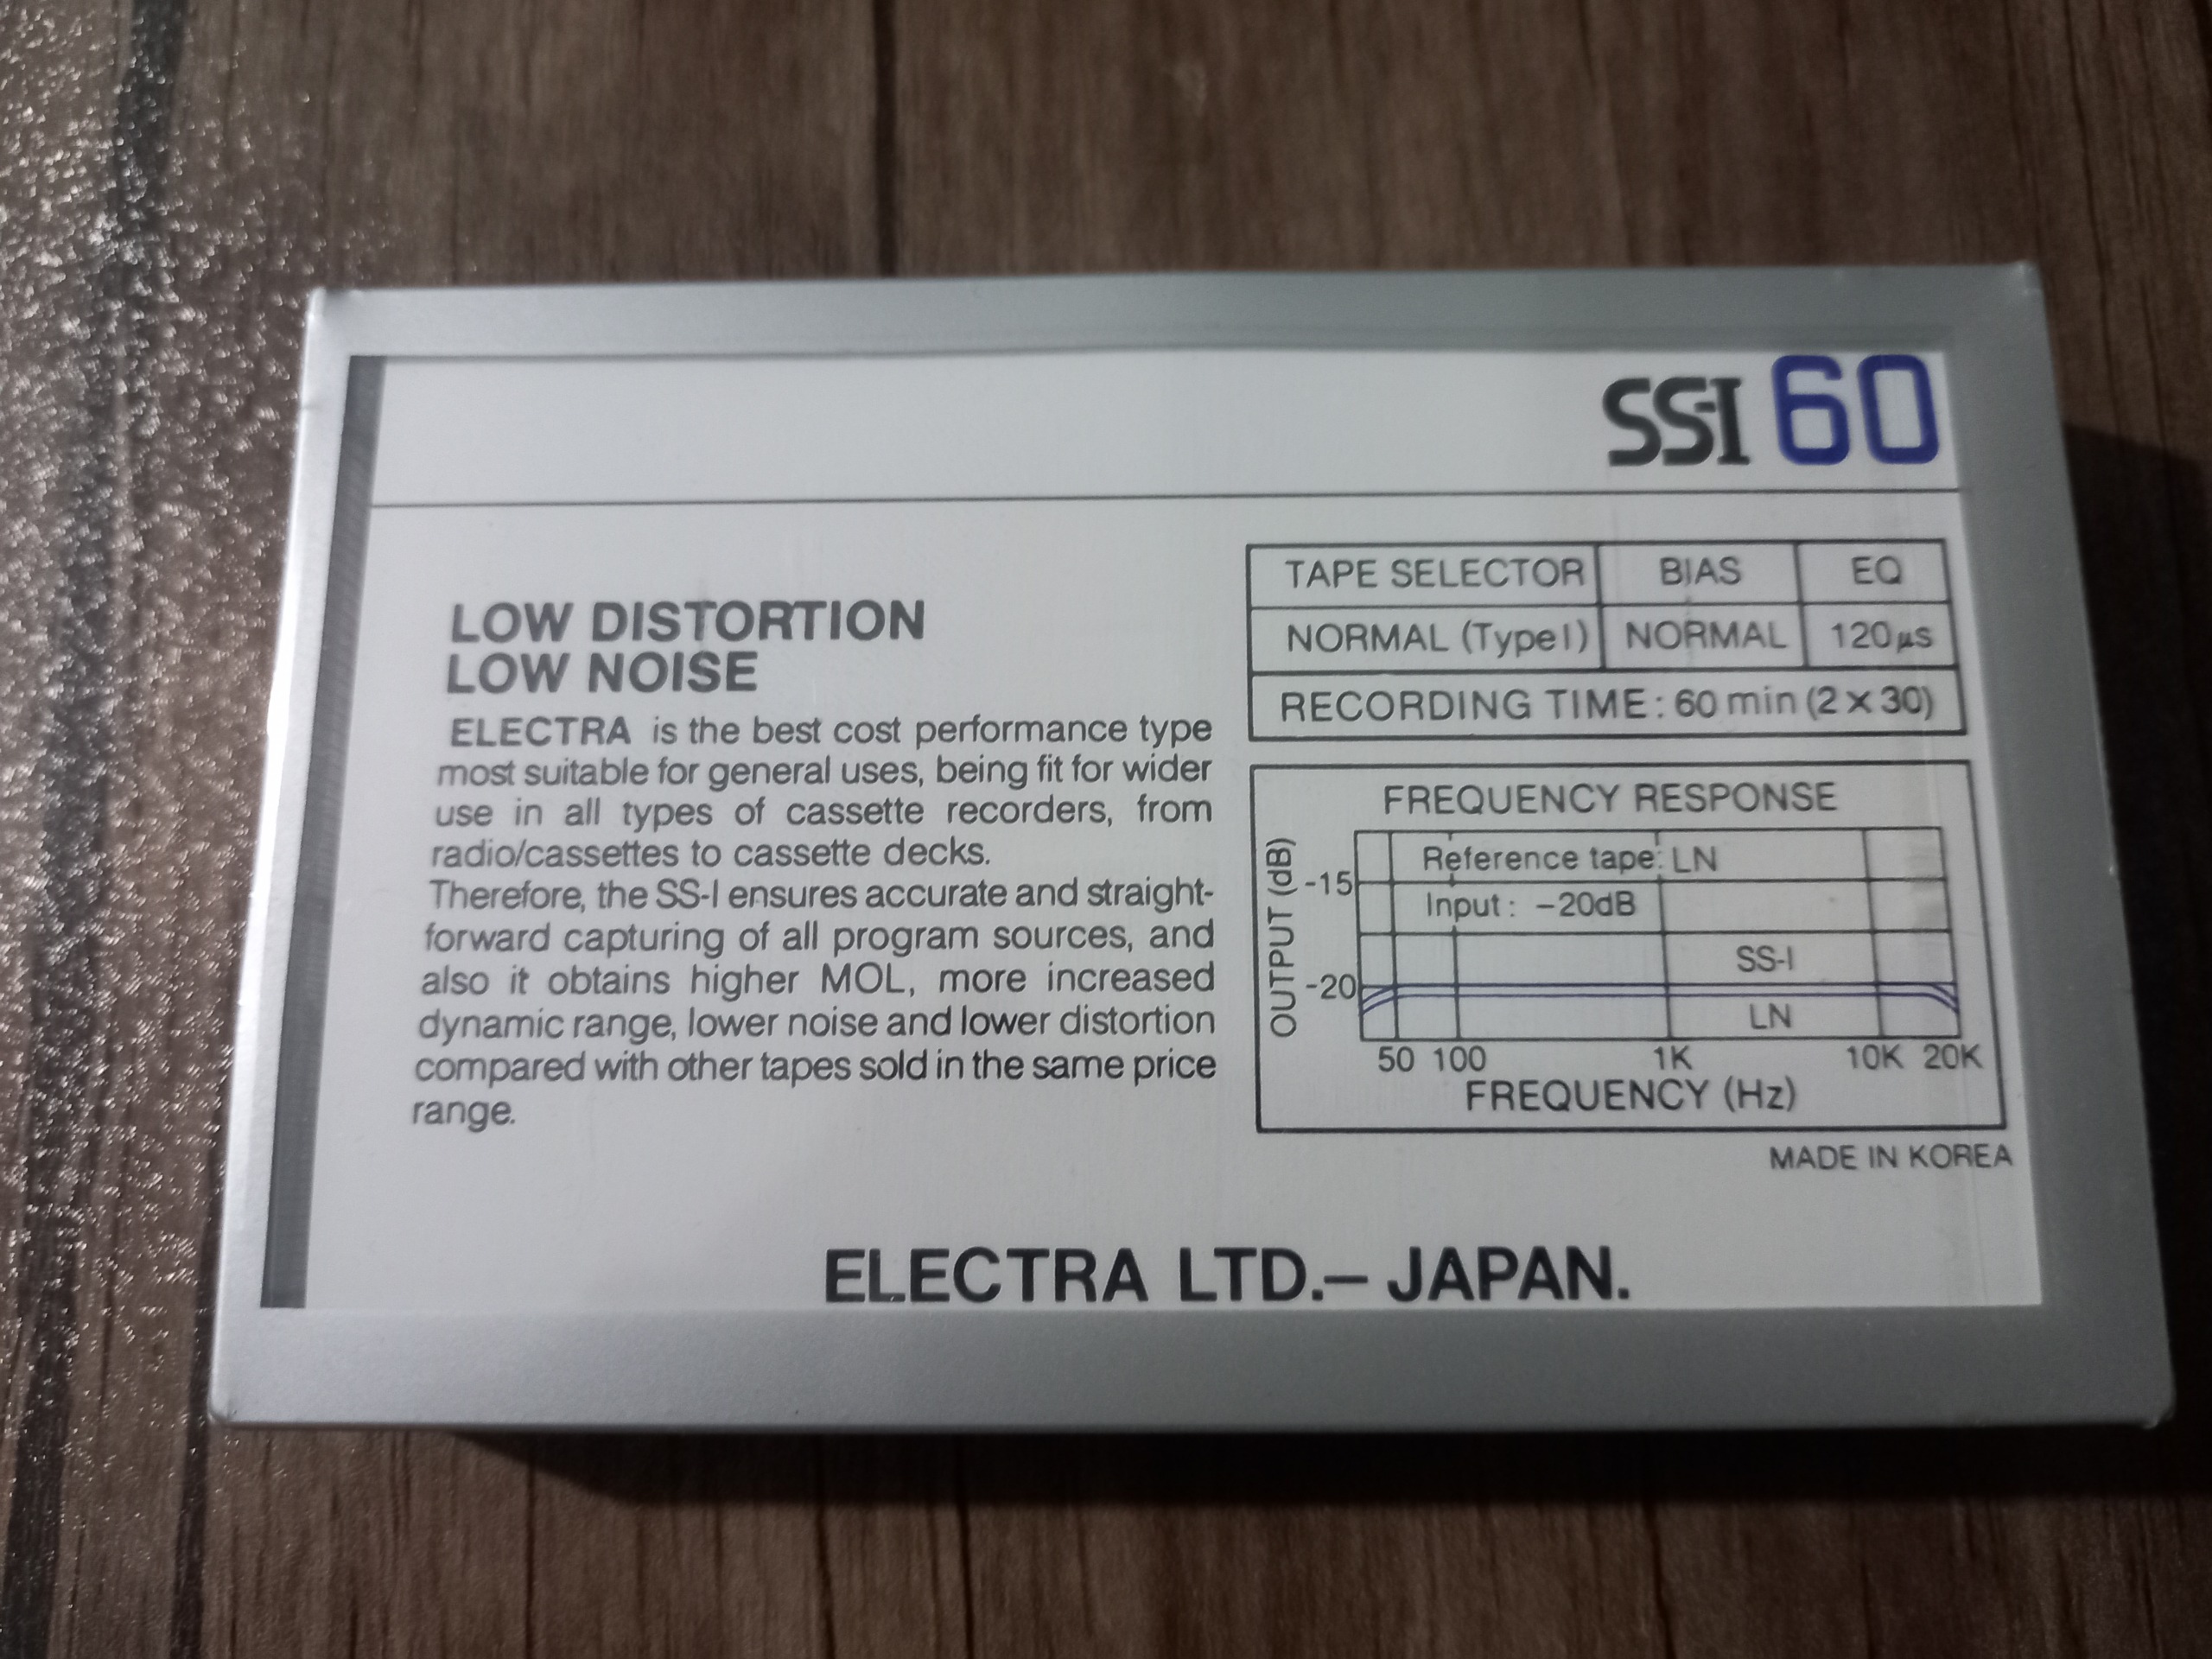 SS-I 60
LOW DISTORTION
LOW NOISE
ELECTRA is the best cost performance type
most suitable for general uses, being fit for wider
use in all types of cassette recorders, from
radio/cassettes to cassette decks.
Therefore, the SS-I ensures accurate and straight-
forward capturing of all program sources, and
also it obtains higher MOL, more increased
dynamic range, lower noise and lower distortion
compared with other tapes sold in the same price
range.
TAPE SELECTOR BIAS EQ
NORMAL (Type I) NORMAL 120µs
RECORDING TIME: 60 min (2 x 30)
FREQUENCY RESPONSE
Reference tape: LN
-15
Input: -20dB
OUTPUT (dB)
SS-I
-20
LN
50 100 1K 10K 20K
FREQUENCY (Hz)
MADE IN KOREA
ELECTRA LTD.– JAPAN.